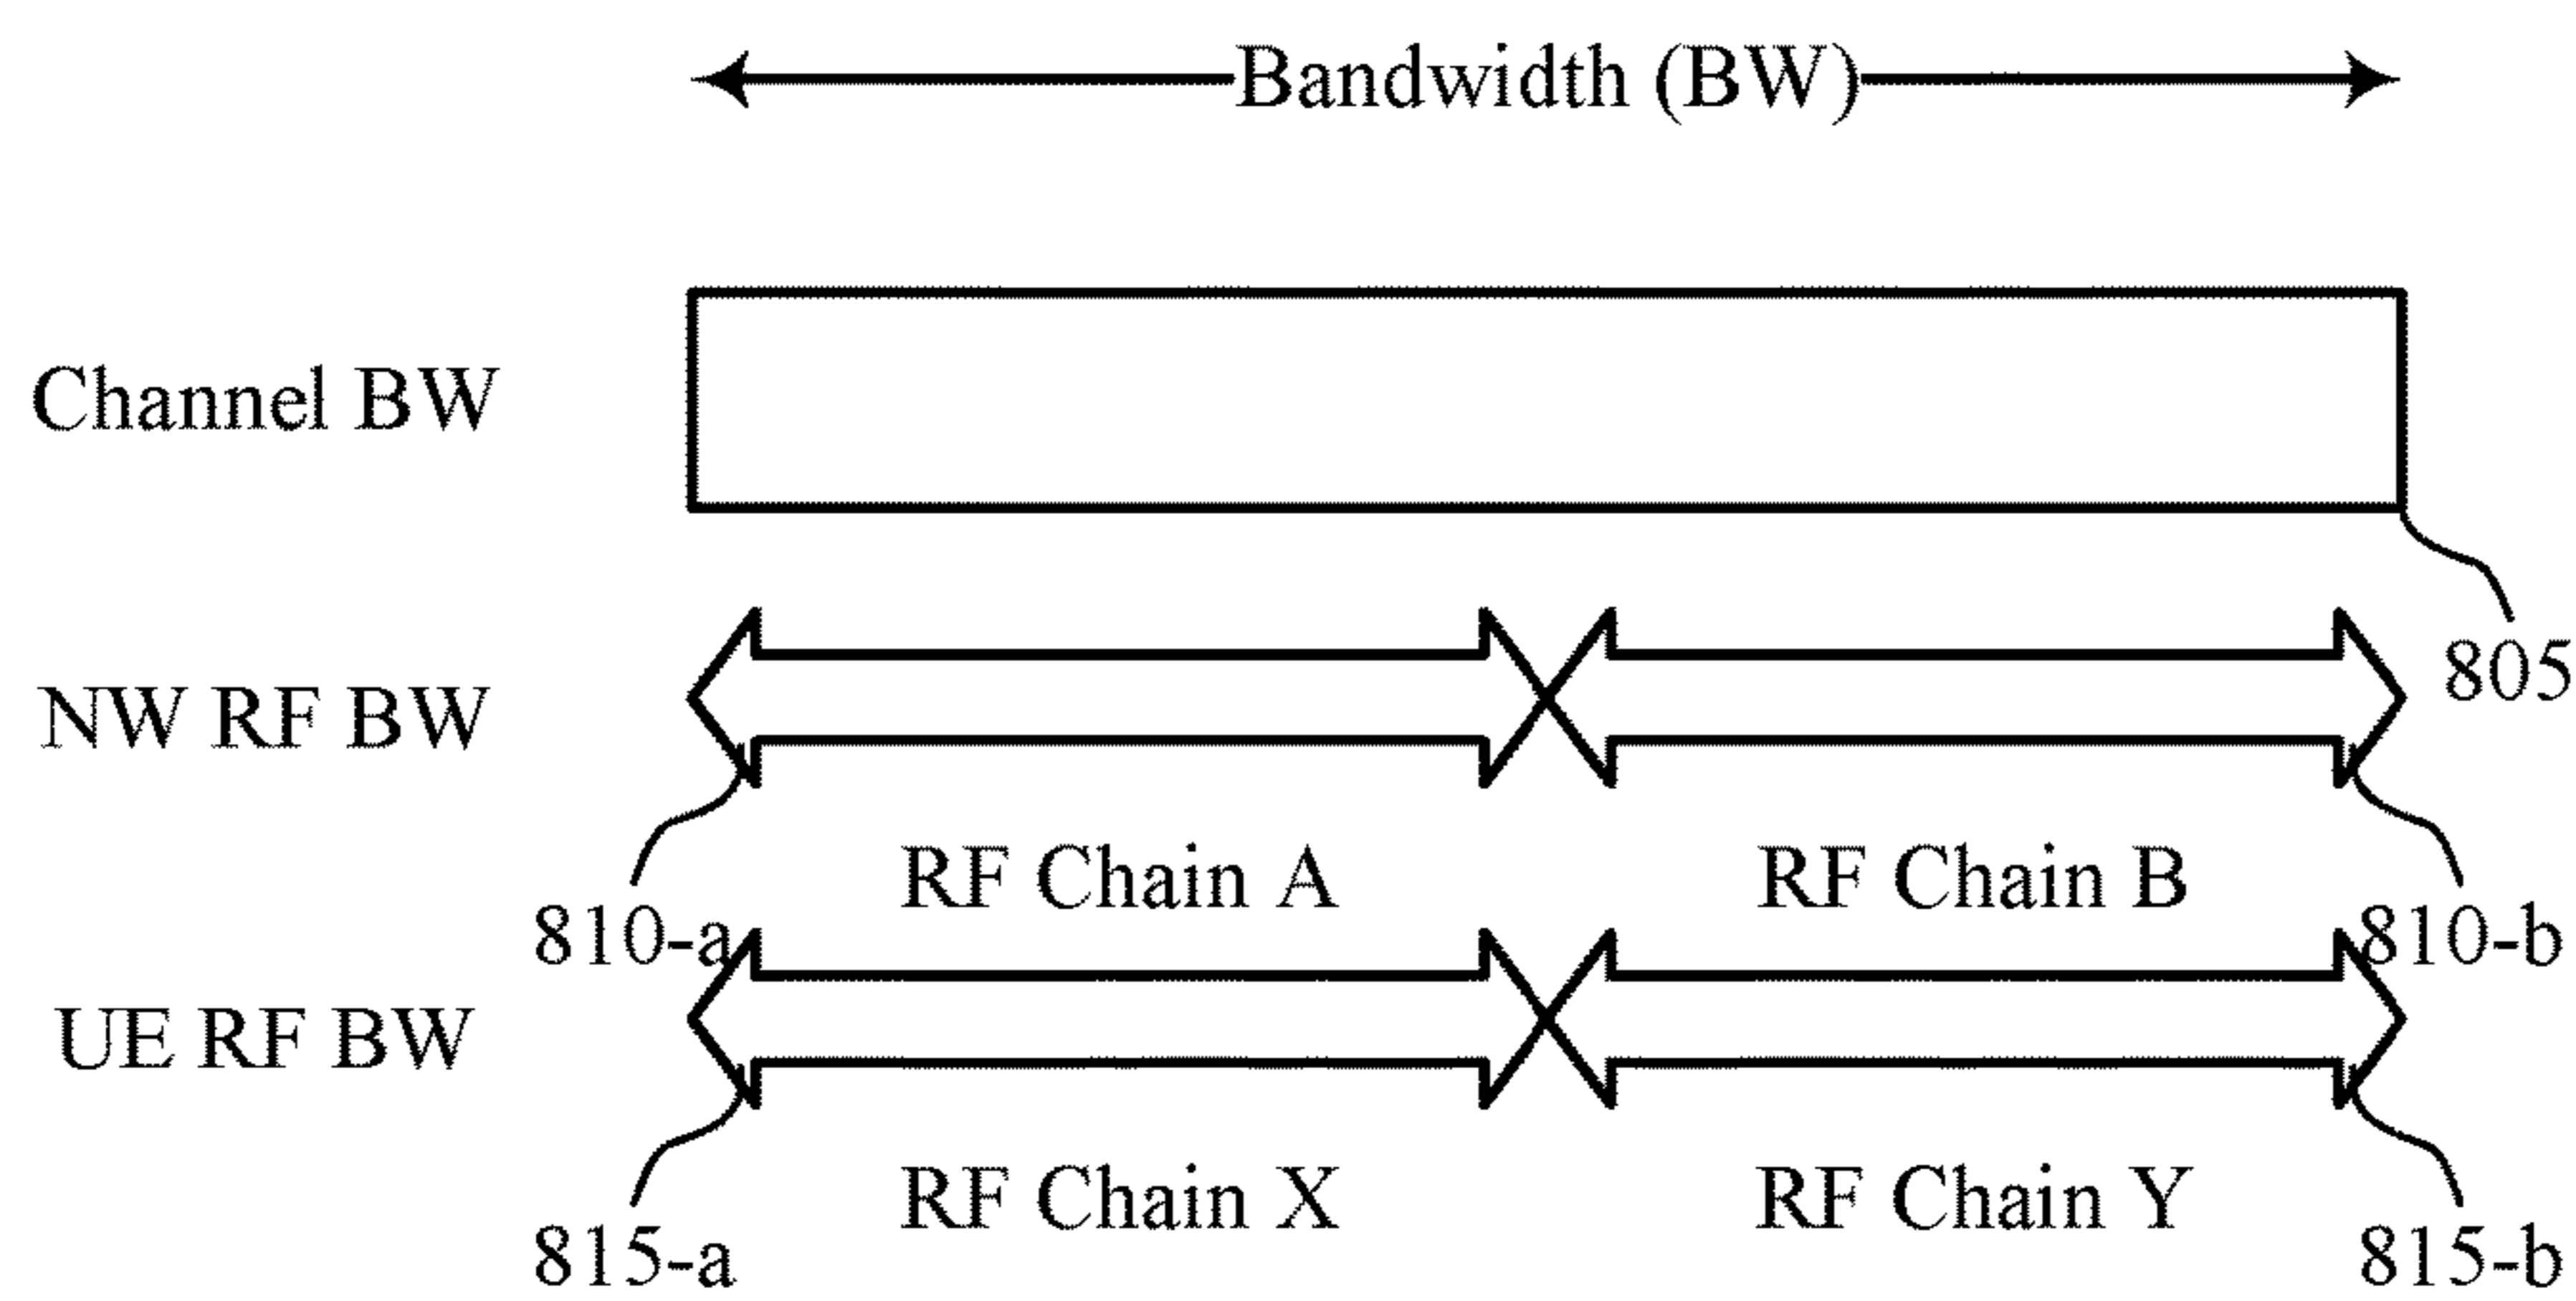 Bandwidth (BW)
Channel BW
805
NW RF BW
RF Chain A
RF Chain B
810-a
810-b
UE RF BW
RF Chain X
RF Chain Y
815-a
815-b